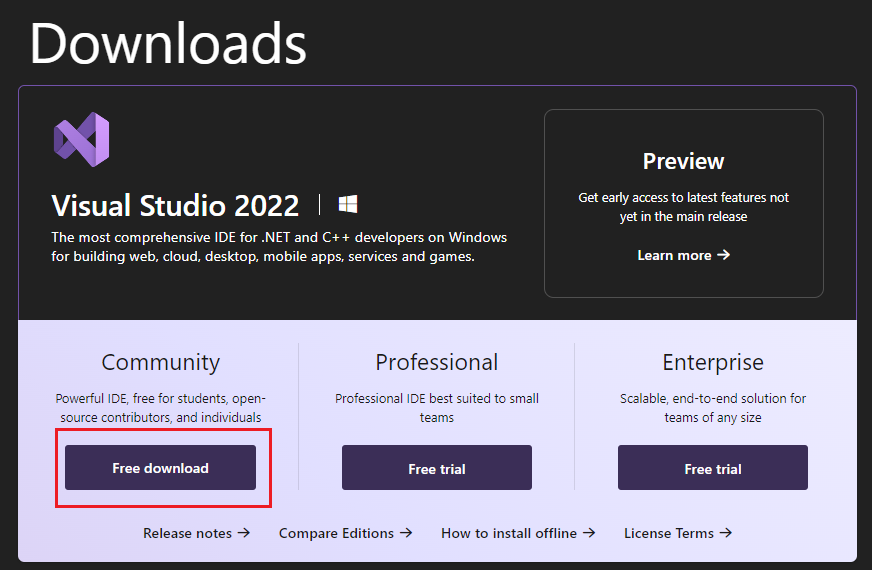 Downloads
Visual Studio 2022
The most comprehensive IDE for .NET and C++ developers on Windows
for building web, cloud, desktop, mobile apps, services and games.
Preview
Get early access to latest features not
yet in the main release
Learn more →
Community
Powerful IDE, free for students, open-
source contributors, and individuals
Free download
Professional
Professional IDE best suited to small
teams
Free trial
Enterprise
Scalable, end-to-end solution for
teams of any size
Free trial
Release notes → Compare Editions → How to install offline → License Terms →